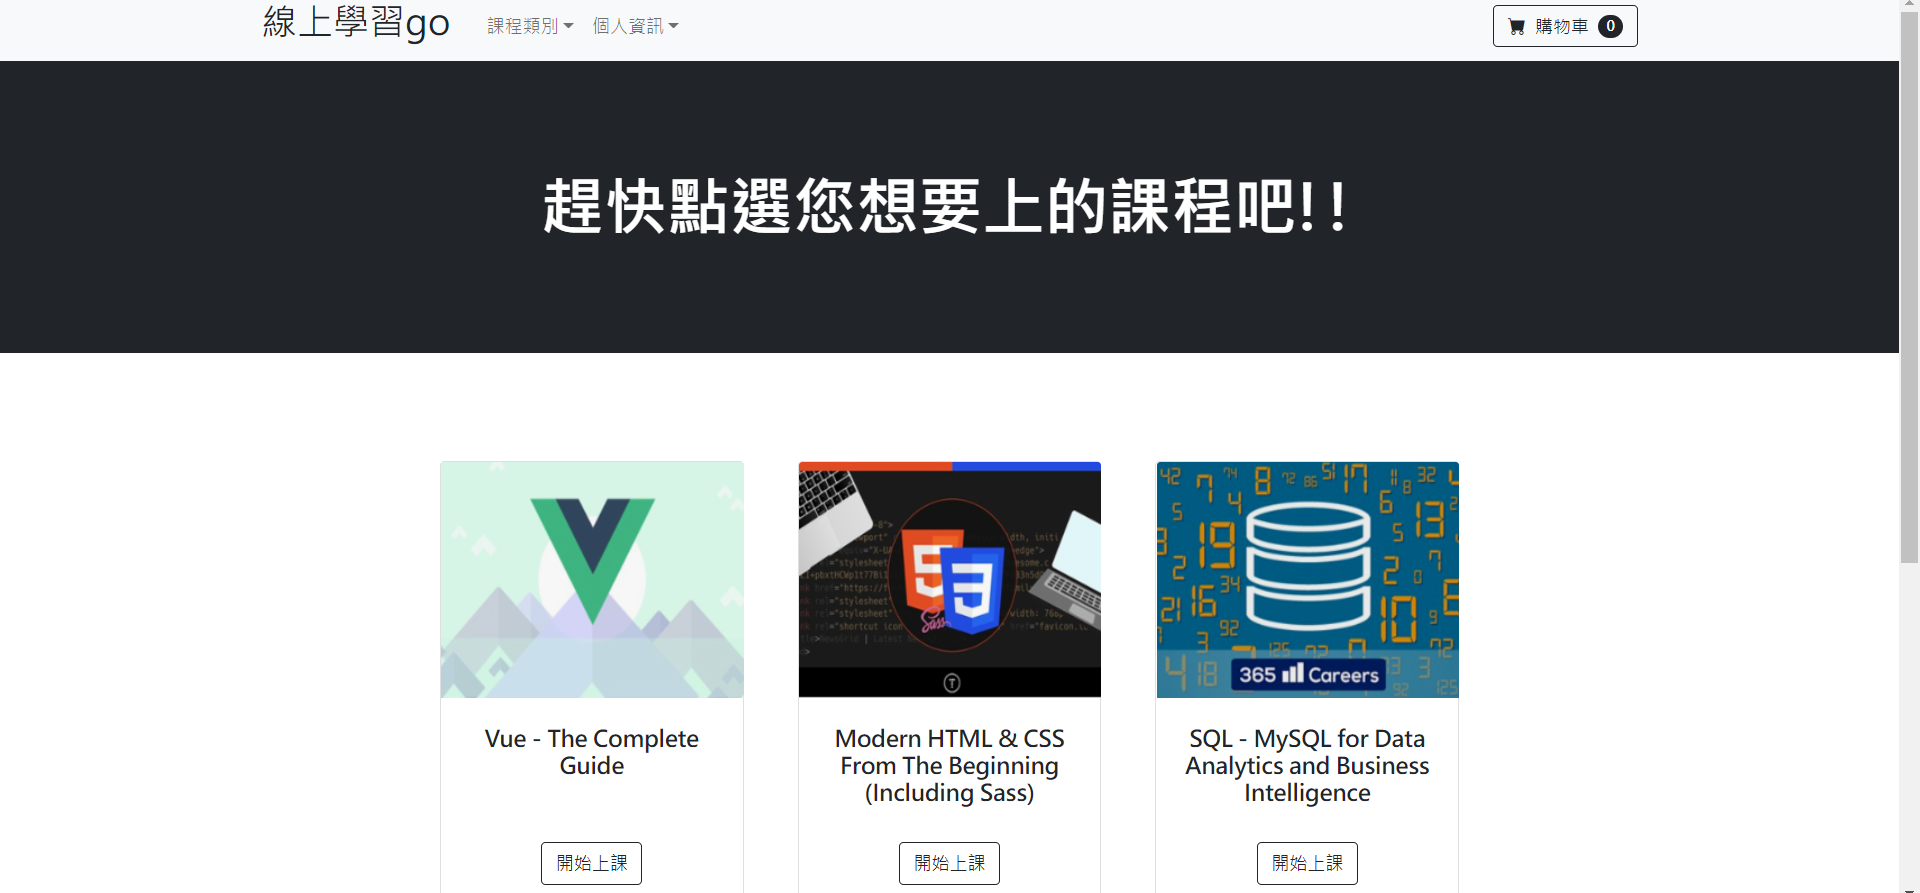 線上學習go
課程類別
個人資訊
購物車 0
趕快點選您想要上的課程吧!!
365 Careers
Vue - The Complete
Guide
Modern HTML & CSS
From The Beginning
(Including Sass)
SQL - MySQL for Data
Analytics and Business
Intelligence
開始上課
開始上課
開始上課